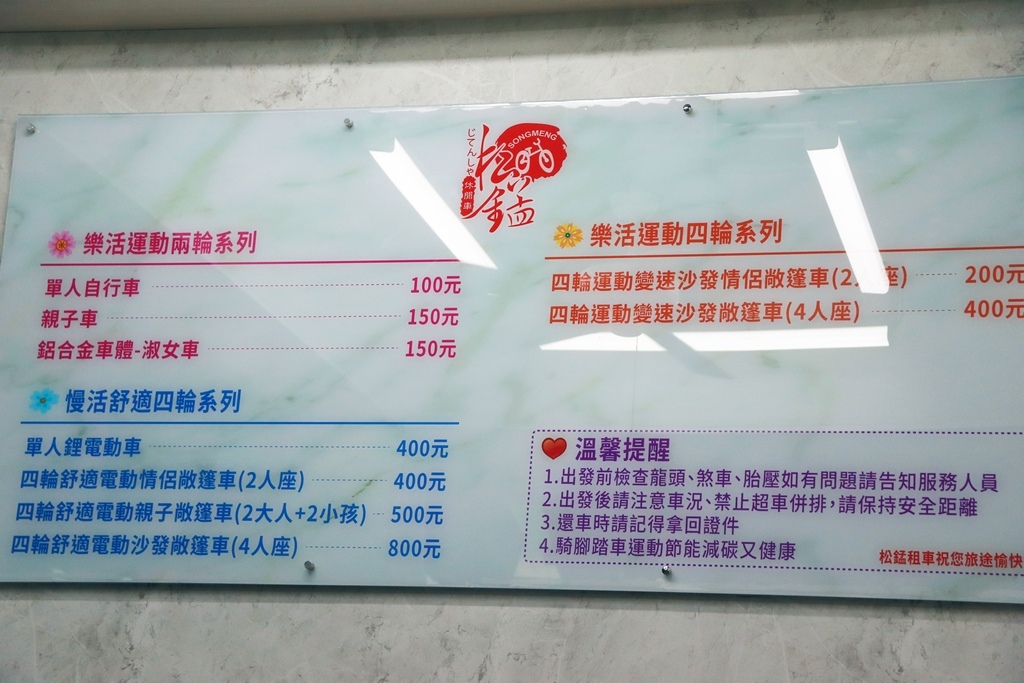 SONGMENG
じてんしゃ
休閒車
松錳
樂活運動兩輪系列
單人自行車 100元
親子車 150元
鋁合金車體-淑女車 150元
慢活舒適四輪系列
單人鋰電動車 400元
四輪舒適電動情侶敞篷車(2人座) 400元
四輪舒適電動親子敞篷車(2大人+2小孩) 500元
四輪舒適電動沙發敞篷車(4人座) 800元
樂活運動四輪系列
四輪運動變速沙發情侶敞篷車(2 座) 200元
四輪運動變速沙發敞篷車(4人座) 400元
溫馨提醒
1.出發前檢查龍頭、煞車、胎壓如有問題請告知服務人員
2.出發後請注意車況、禁止超車併排,請保持安全距離
3.還車時請記得拿回證件
4.騎腳踏車運動節能減碳又健康
松錳租車祝您旅途愉快